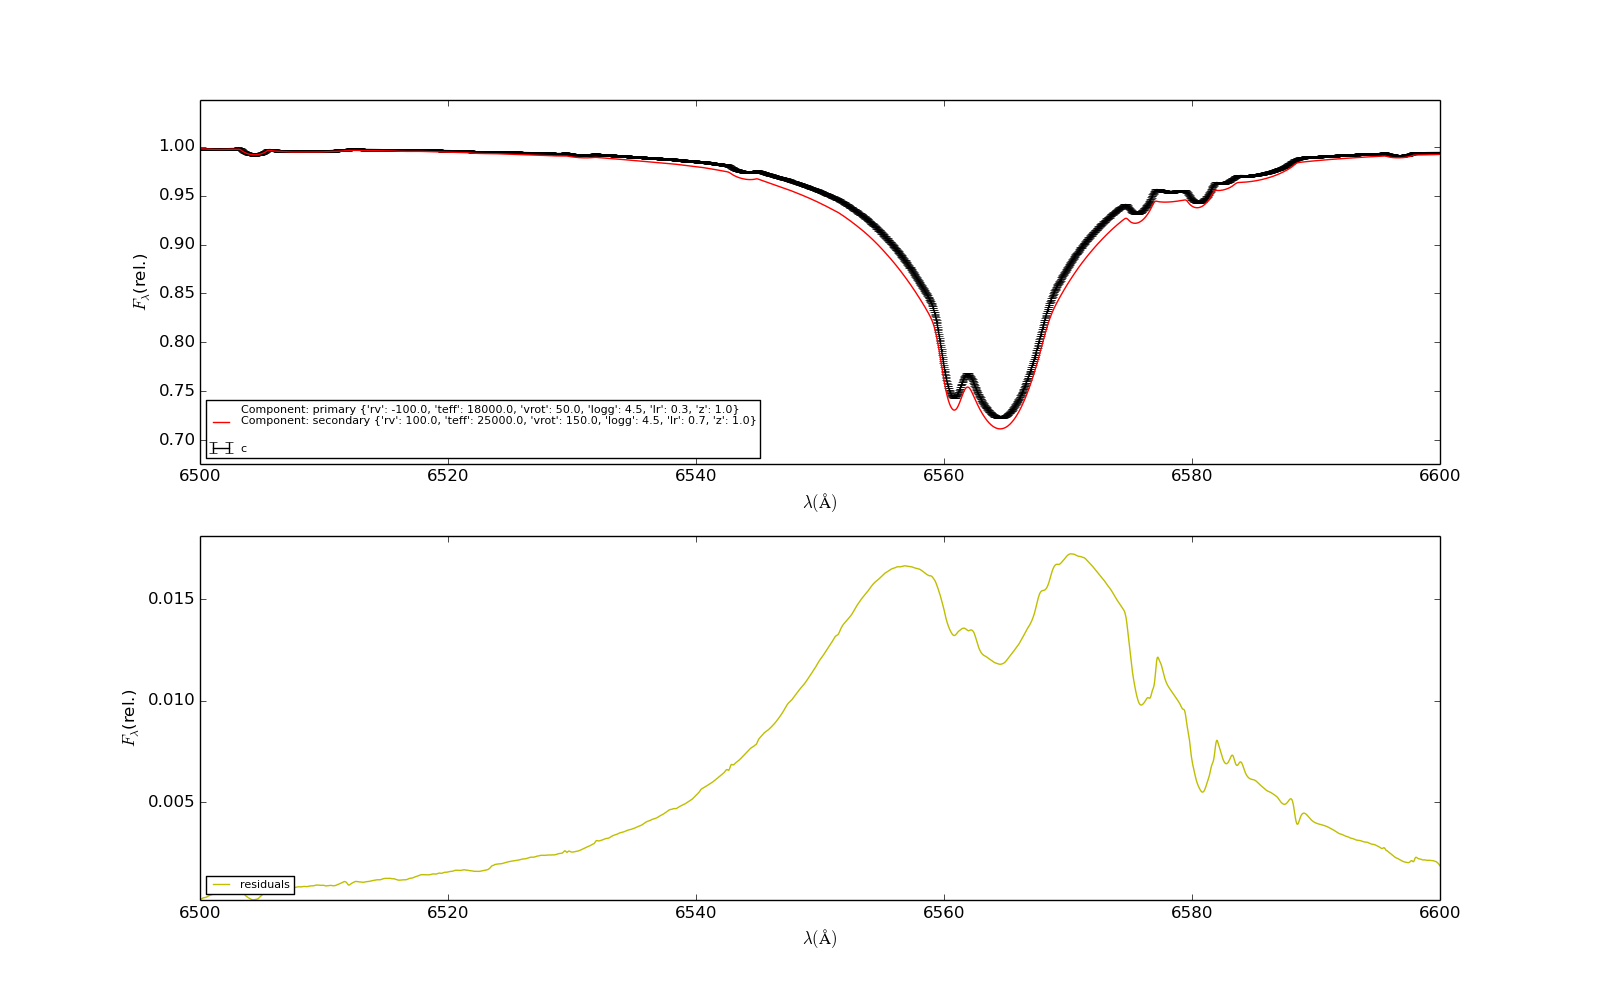 1.00
0.95
0.90
0.85
0.80
0.75
0.70
Fλ(rel.)
Component: primary {'rv': -100.0, 'teff': 18000.0, 'vrot': 50.0, 'logg': 4.5, 'lr': 0.3, 'z': 1.0}
Component: secondary {'rv': 100.0, 'teff': 25000.0, 'vrot': 150.0, 'logg': 4.5, 'lr': 0.7, 'z': 1.0}
c
6500 6520 6540 6560 6580 6600
λ(Å)
0.015
0.010
0.005
Fλ(rel.)
residuals
6500 6520 6540 6560 6580 6600
λ(Å)